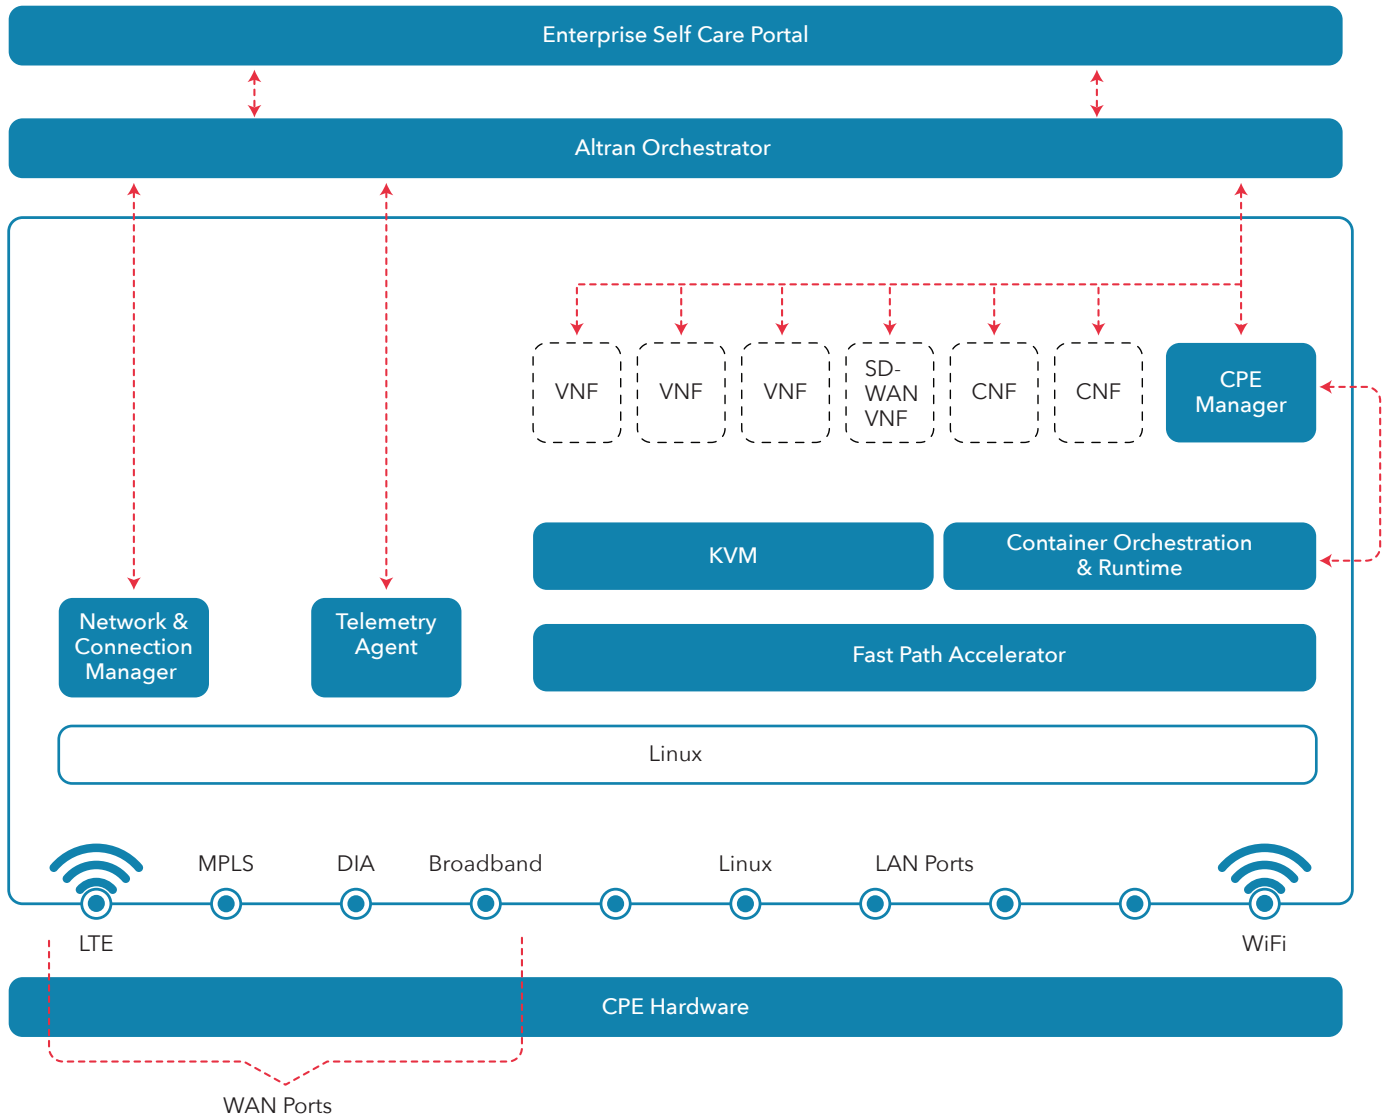 Enterprise Self Care Portal
Altran Orchestrator
VNF
VNF
VNF
SD-
WAN
VNF
CNF
CNF
CPE
Manager
KVM
Container Orchestration
& Runtime
Network &
Connection
Manager
Telemetry
Agent
Fast Path Accelerator
Linux
MPLS
DIA
Broadband
Linux
LAN Ports
LTE
WiFi
CPE Hardware
WAN Ports